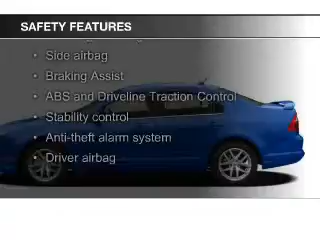 SAFETY FEATURES
• Side airbag
• Braking Assist
• ABS and Driveline Traction Control
• Stability control
• Anti-theft alarm system
• Driver airbag